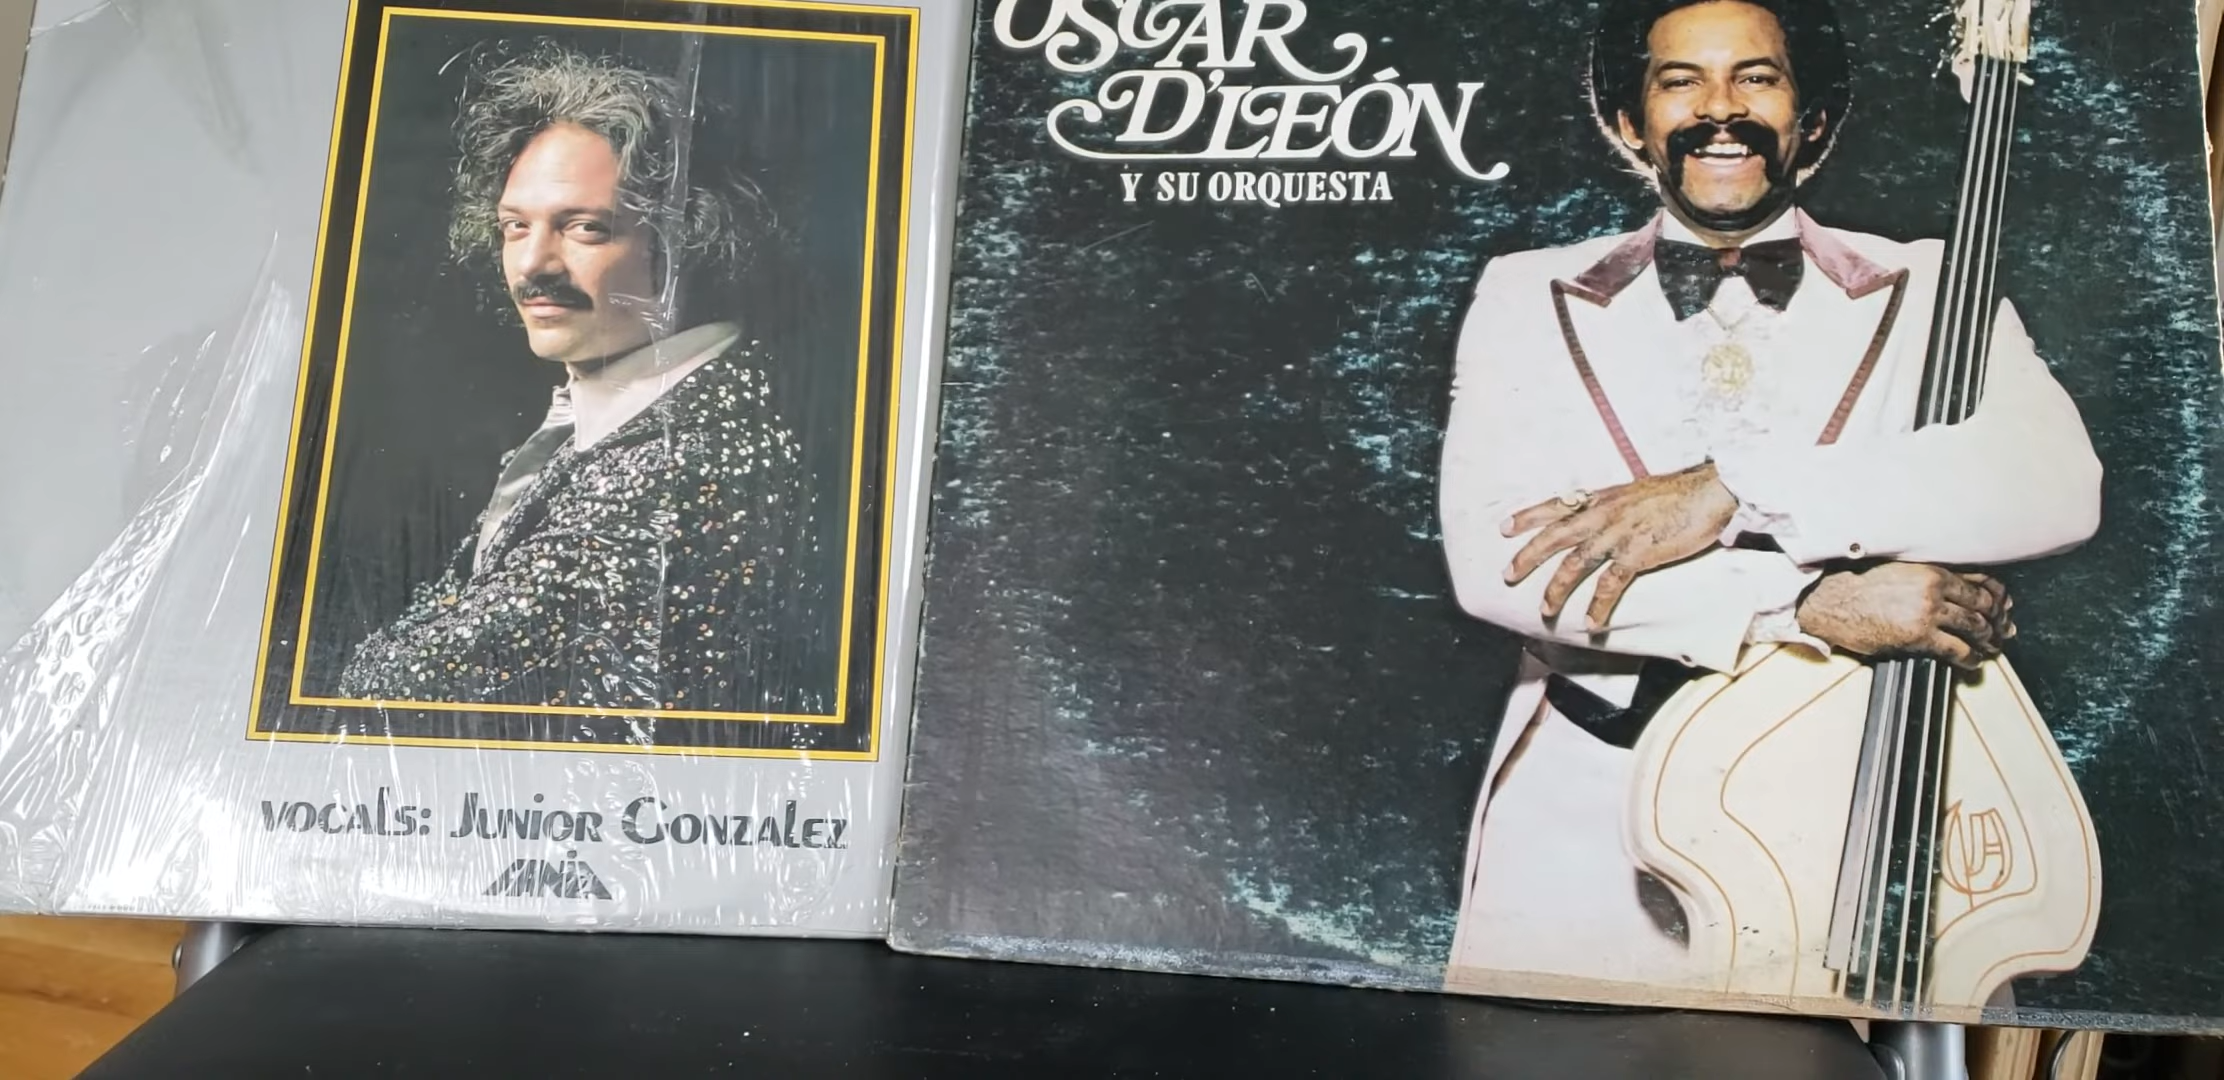 VOCALS: JUNIOR GONZALEZ
FANIA
OSCAR
D'LEÓN
Y SU ORQUESTA